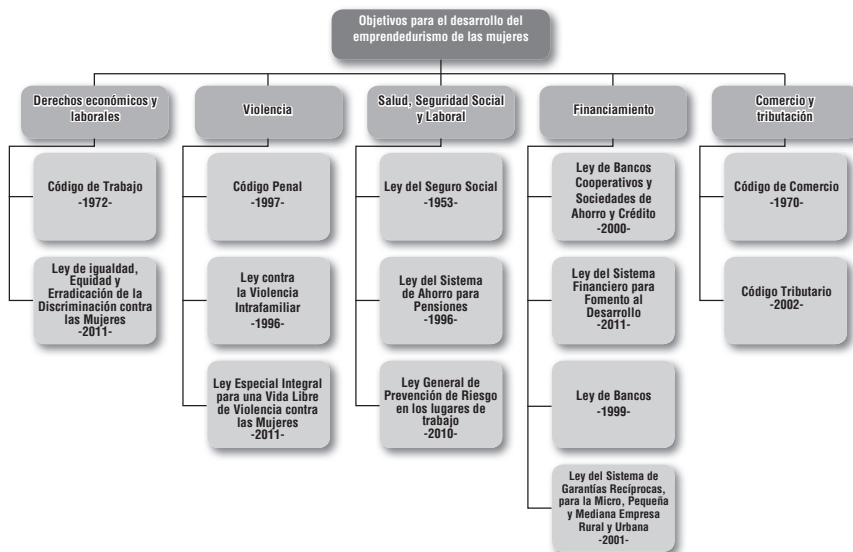 Objetivos para el desarrollo del
emprendedurismo de las mujeres
Derechos económicos y
laborales
Código de Trabajo
-1972-
Ley de igualdad,
Equidad y
Erradicación de la
Discriminación contra
las Mujeres
-2011-
Violencia
Código Penal
-1997-
Ley contra
la Violencia
Intrafamiliar
-1996-
Ley Especial Integral
para una Vida Libre
de Violencia contra
las Mujeres
-2011-
Salud, Seguridad Social
y Laboral
Ley del Seguro Social
-1953-
Ley del Sistema
de Ahorro para
Pensiones
-1996-
Ley General de
Prevención de Riesgo
en los lugares de
trabajo
-2010-
Financiamiento
Ley de Bancos
Cooperativos y
Sociedades de
Ahorro y Crédito
-2000-
Ley del Sistema
Financiero para
Fomento al
Desarrollo
-2011-
Ley de Bancos
-1999-
Ley del Sistema de
Garantías Recíprocas,
para la Micro, Pequeña
y Mediana Empresa
Rural y Urbana
-2001-
Comercio y
tributación
Código de Comercio
-1970-
Código Tributario
-2002-